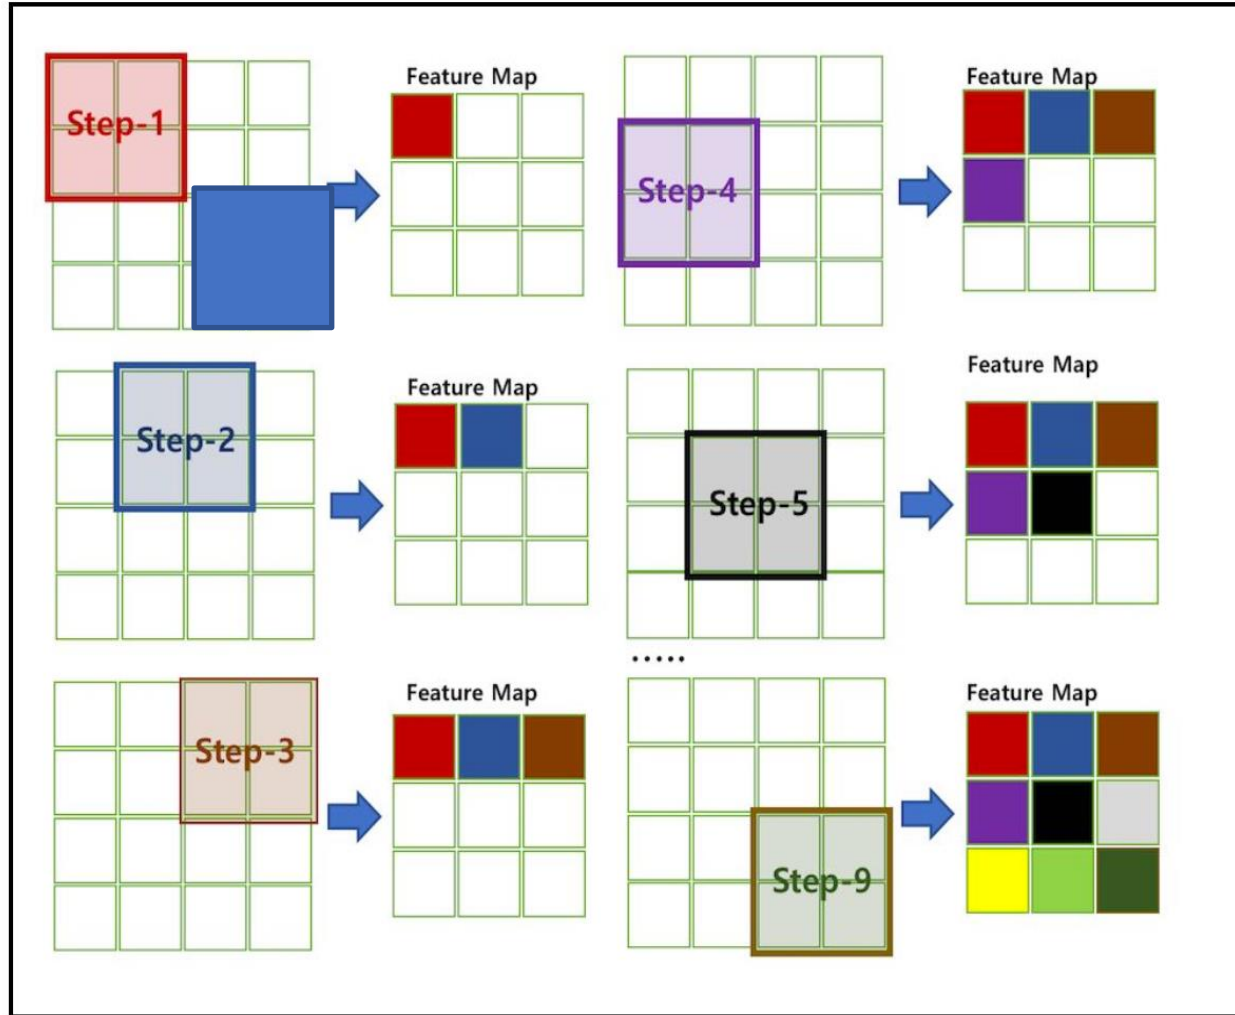 Step-1
Feature Map
Step-2
Feature Map
Step-3
Feature Map
Step-4
Feature Map
Step-5
Feature Map
.....
Step-9
Feature Map